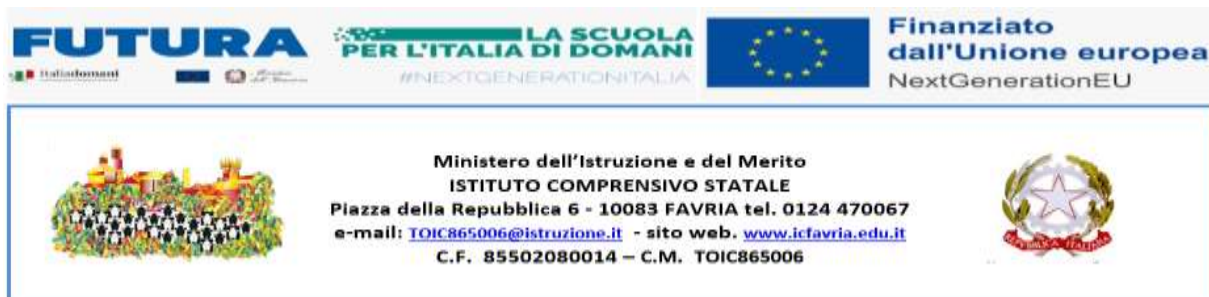 FUTURA
LA SCUOLA
PER L'ITALIA DI DOMANI
Finanziato
dall'Unione europea
Italiadomani
#NEXTGENERATIONITALIA
NextGenerationEU
Ministero dell'Istruzione e del Merito
ISTITUTO COMPRENSIVO STATALE
Piazza della Repubblica 6 - 10083 FAVRIA tel. 0124 470067
e-mail: TOIC865006@istruzione.it - sito web. www.icfavria.edu.it
C.F. 85502080014 – C.M. TOIC865006